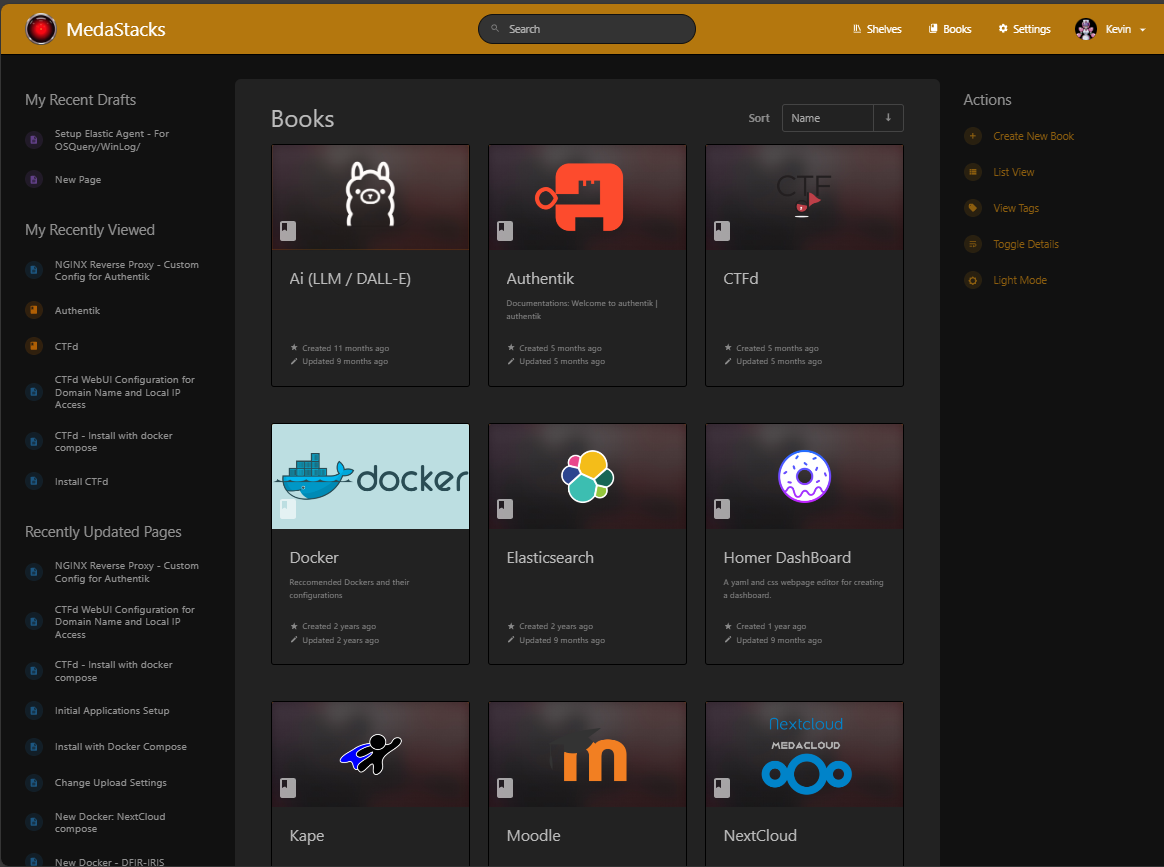 MedaStacks
Search
Shelves
Books
Settings
Kevin
My Recent Drafts
Setup Elastic Agent - For
OSQuery/WinLog/
New Page
My Recently Viewed
NGINX Reverse Proxy - Custom
Config for Authentik
Authentik
CTFd
CTFd WebUI Configuration for
Domain Name and Local IP
Access
CTFd - Install with docker
compose
Install CTFd
Recently Updated Pages
NGINX Reverse Proxy - Custom
Config for Authentik
CTFd WebUI Configuration for
Domain Name and Local IP
Access
CTFd - Install with docker
compose
Initial Applications Setup
Install with Docker Compose
Change Upload Settings
New Docker: NextCloud
compose
New Docker - DFIR-IRIS
Books
Sort
Name
Ai (LLM / DALL-E)
Created 11 months ago
Updated 9 months ago
Authentik
Documentations: Welcome to authentik |
authentik
Created 5 months ago
Updated 5 months ago
CTF
CTFd
Created 5 months ago
Updated 5 months ago
docker
Docker
Reccomended Dockers and their
configurations
Created 2 years ago
Updated 2 years ago
Elasticsearch
Created 2 years ago
Updated 9 months ago
Homer DashBoard
A yaml and css webpage editor for creating
a dashboard.
Created 1 year ago
Updated 9 months ago
Kape
m
Moodle
Nextcloud
MEDACLOUD
NextCloud
Actions
Create New Book
List View
View Tags
Toggle Details
Light Mode